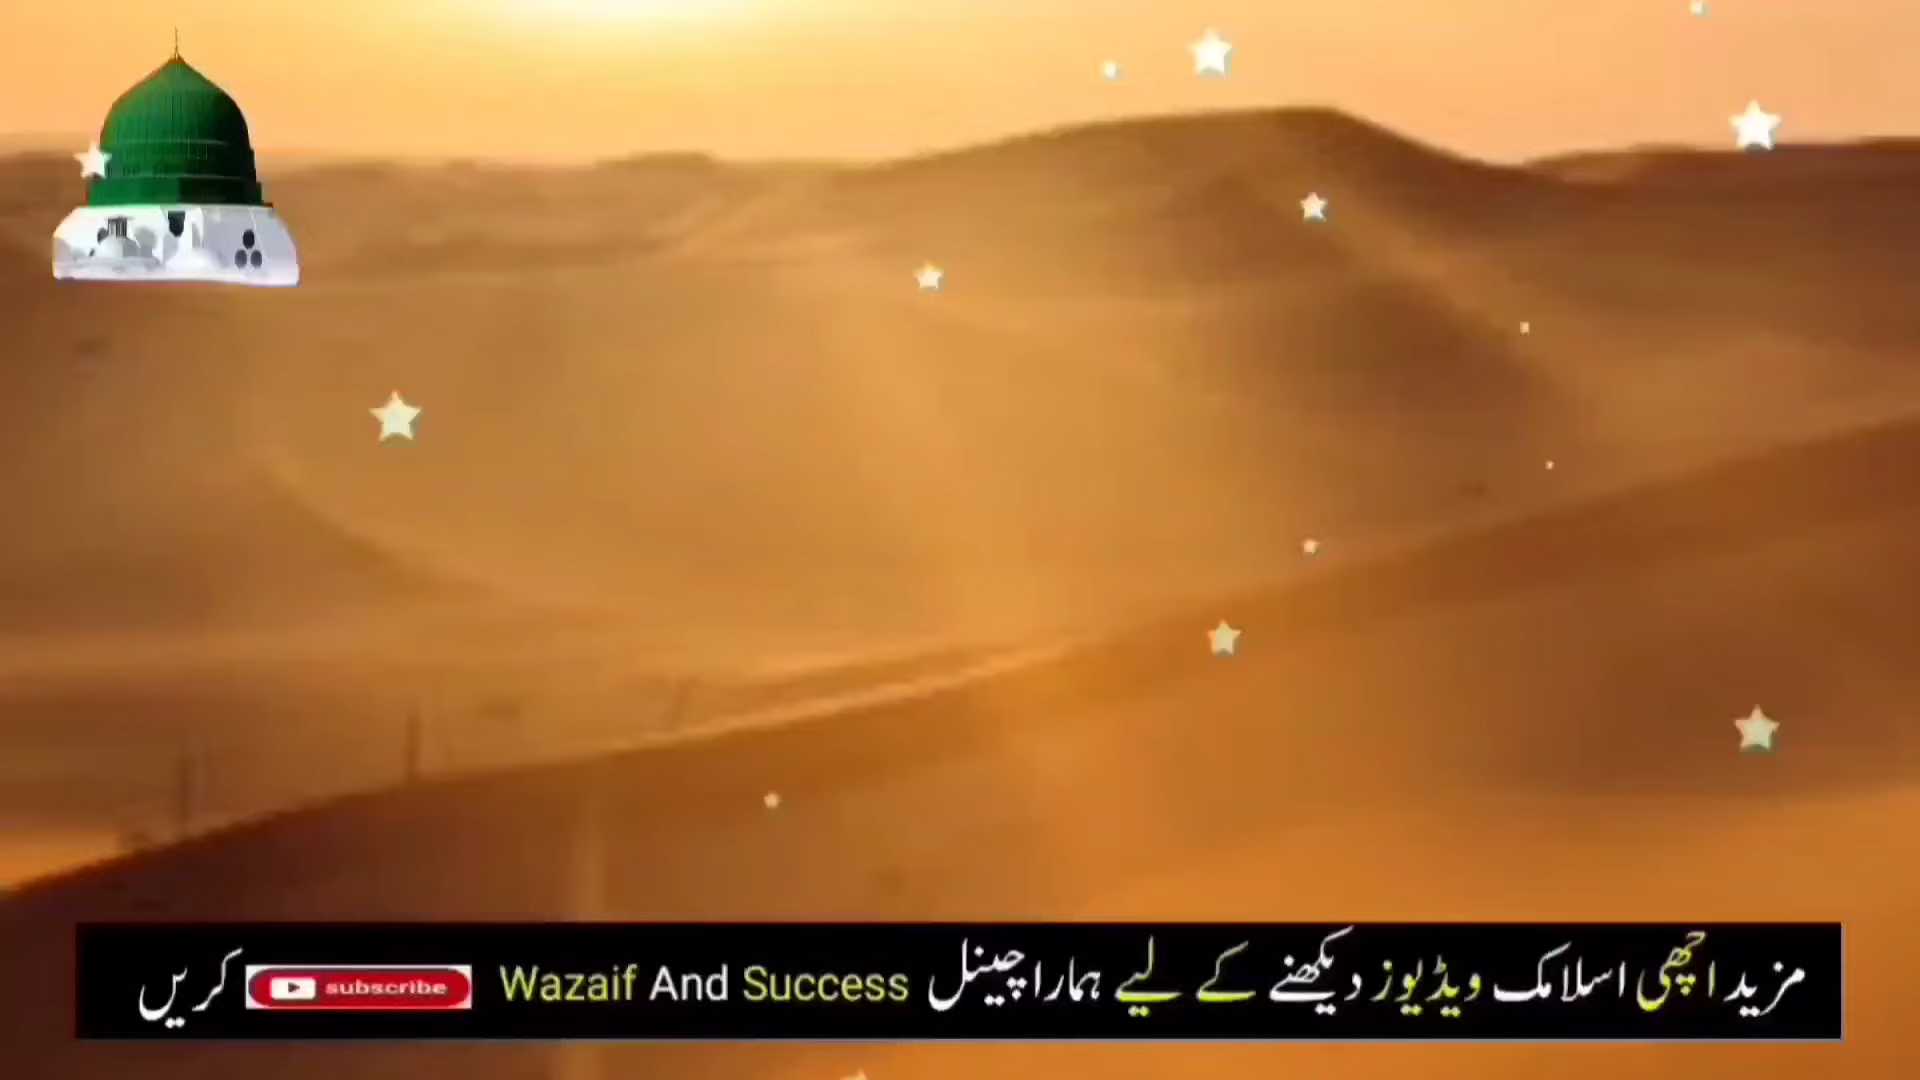 مزید اچھی اسلامک ویڈیوز دیکھنے کے لیے ہمارا چینل Wazaif And Success subscribe کریں